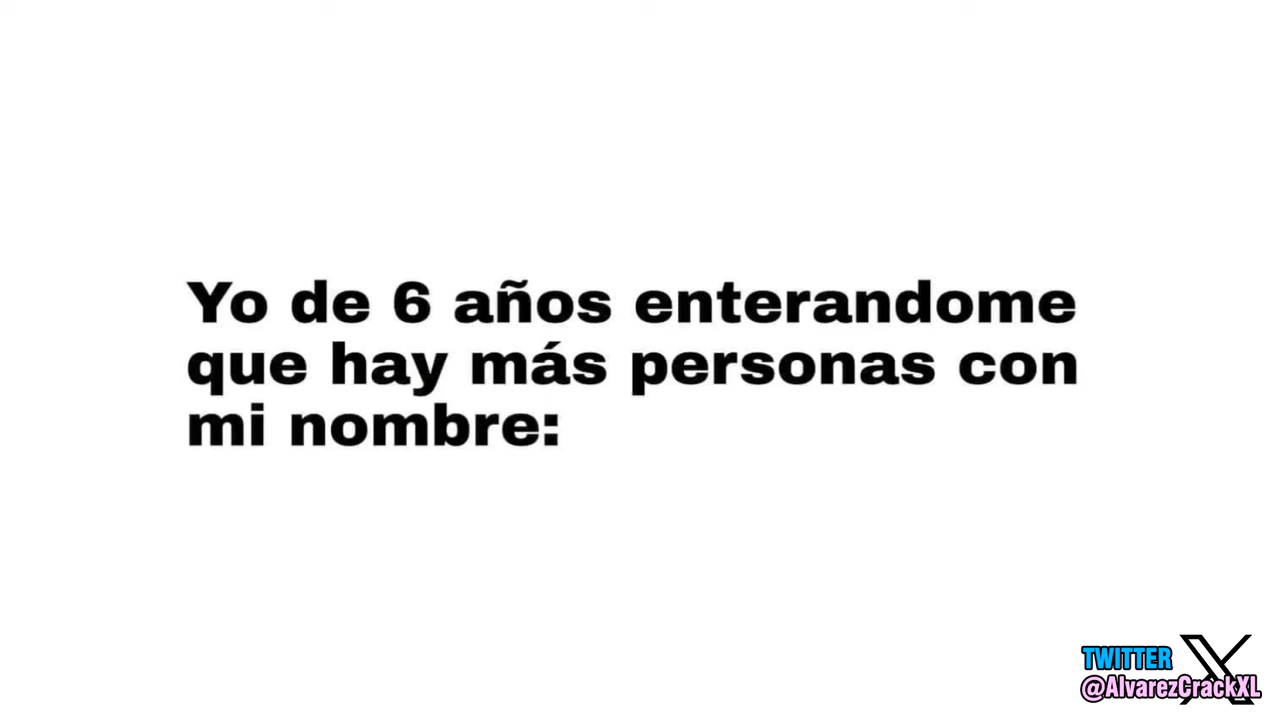 Yo de 6 años enterandome
que hay más personas con
mi nombre:
TWITTER
@AlvarezCrackXL